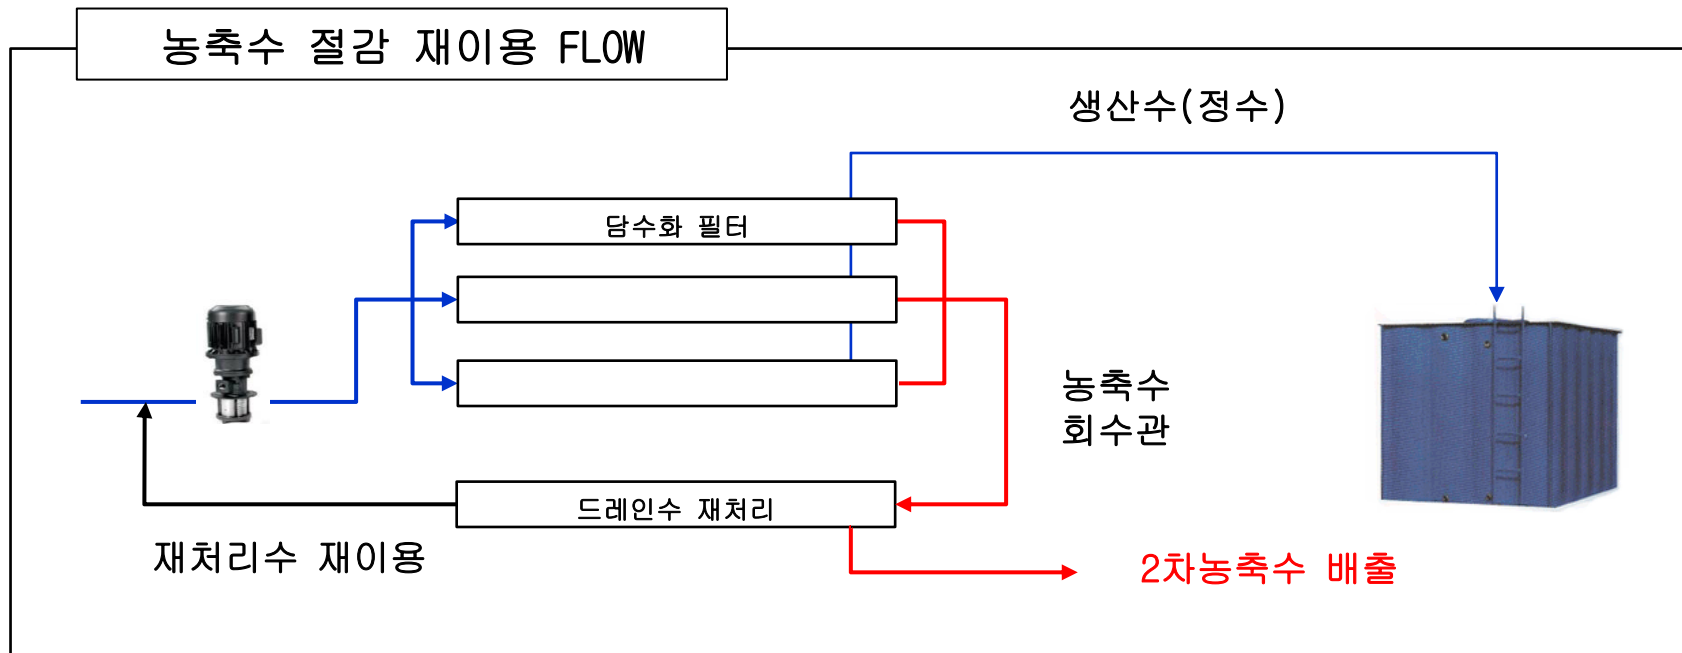 농축수 절감 재이용 FLOW
생산수(정수)
담수화 필터
농축수
회수관
드레인수 재처리
재처리수 재이용
2차농축수 배출